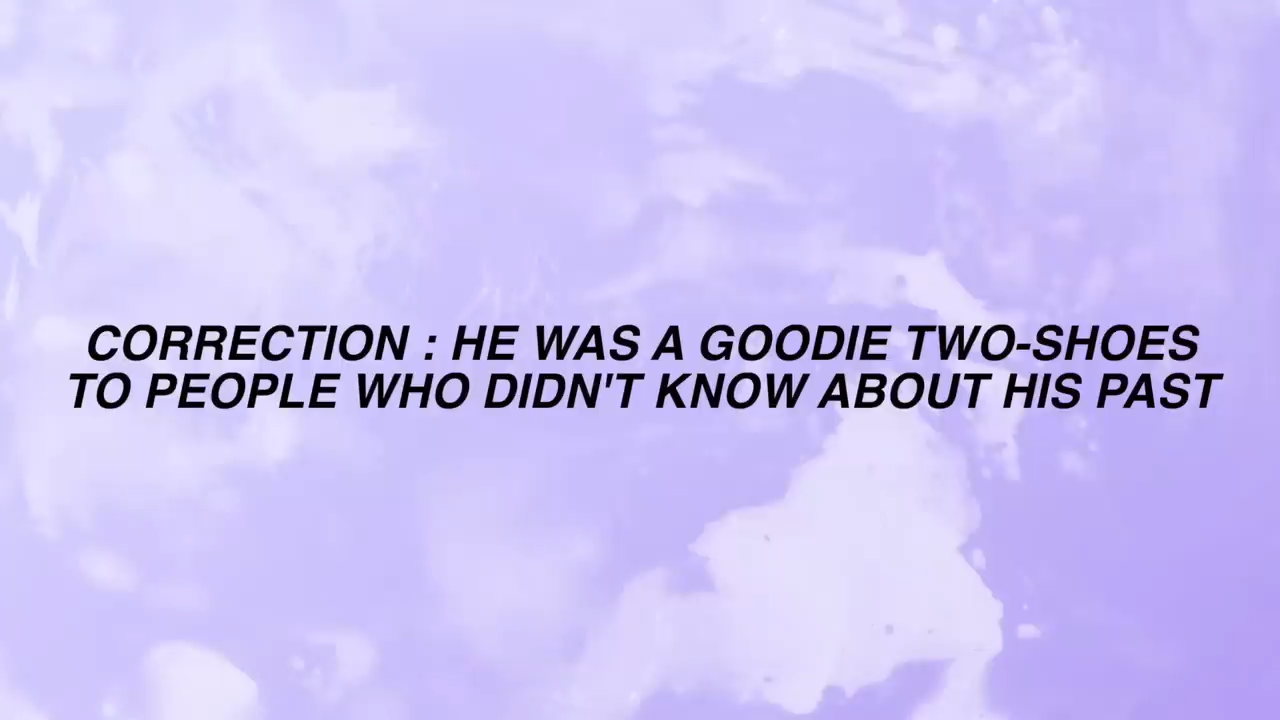 CORRECTION : HE WAS A GOODIE TWO-SHOES
TO PEOPLE WHO DIDN'T KNOW ABOUT HIS PAST